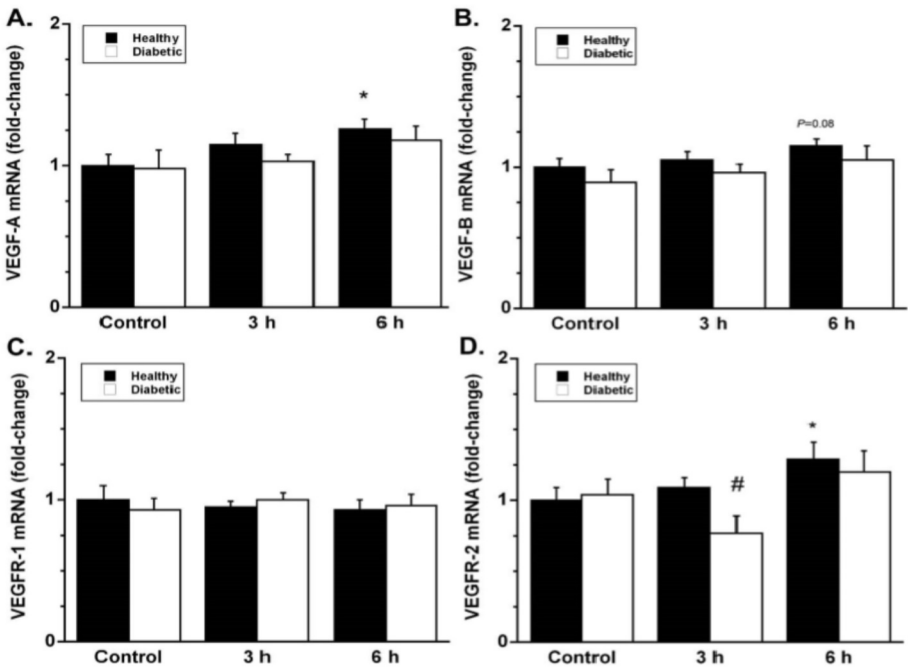 A.
2
Healthy
Diabetic
*
1
0
VEGF-A mRNA (fold-change)
Control 3 h 6 h
B.
2
Healthy
Diabetic
P=0.08
1
0
VEGF-B mRNA (fold-change)
Control 3 h 6 h
C.
2
Healthy
Diabetic
1
0
VEGFR-1 mRNA (fold-change)
Control 3 h 6 h
D.
2
Healthy
Diabetic
*
#
1
0
VEGFR-2 mRNA (fold-change)
Control 3 h 6 h